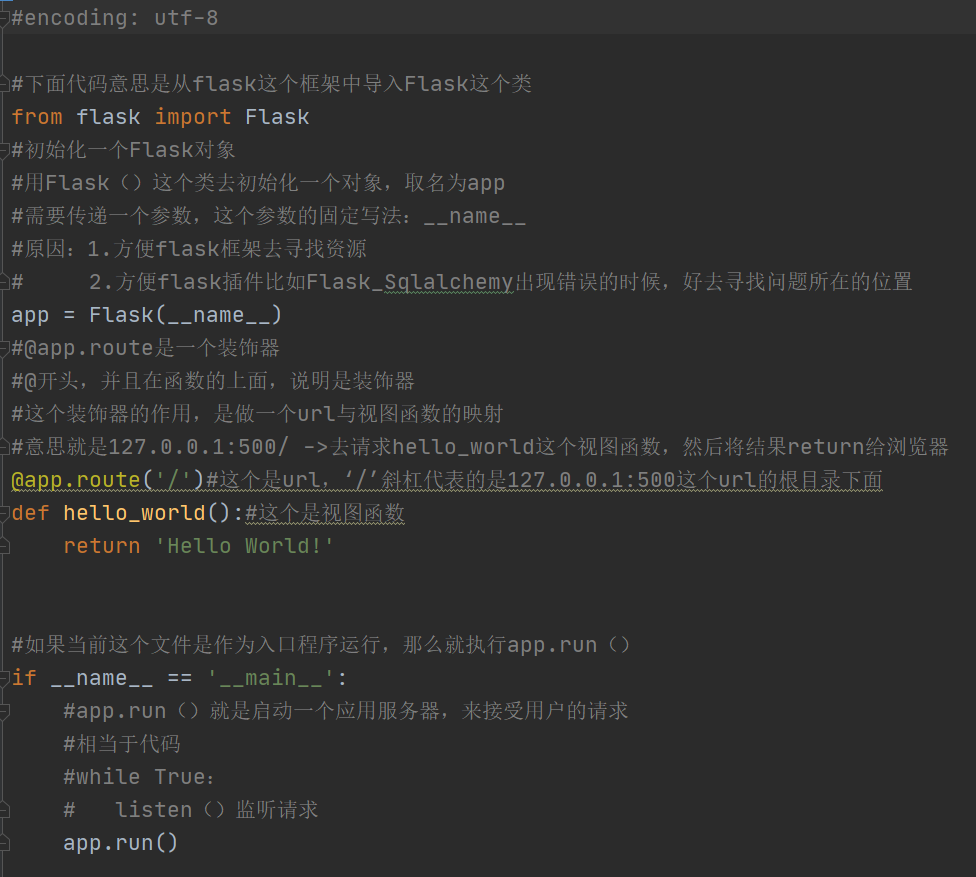 #encoding: utf-8
#下面代码意思是从flask这个框架中导入Flask这个类
from flask import Flask
#初始化一个Flask对象
#用Flask（）这个类去初始化一个对象，取名为app
#需要传递一个参数，这个参数的固定写法：__name__
#原因：1.方便flask框架去寻找资源
#     2.方便flask插件比如Flask_Sqlalchemy出现错误的时候，好去寻找问题所在的位置
app = Flask(__name__)
#@app.route是一个装饰器
#@开头，并且在函数的上面，说明是装饰器
#这个装饰器的作用，是做一个url与视图函数的映射
#意思就是127.0.0.1:500/ ->去请求hello_world这个视图函数，然后将结果return给浏览器
@app.route('/')#这个是url，‘/’斜杠代表的是127.0.0.1:500这个url的根目录下面
def hello_world():#这个是视图函数
    return 'Hello World!'
#如果当前这个文件是作为入口程序运行，那么就执行app.run（）
if __name__ == '__main__':
    #app.run（）就是启动一个应用服务器，来接受用户的请求
    #相当于代码
    #while True：
    #   listen（）监听请求
    app.run()